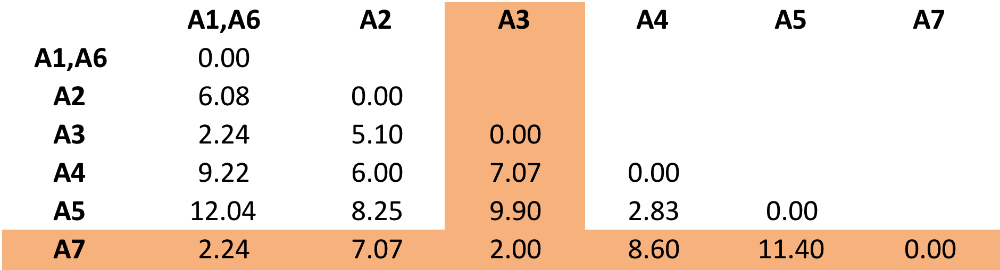 A1,A6 A2 A3 A4 A5 A7
A1,A6 0.00
A2 6.08 0.00
A3 2.24 5.10 0.00
A4 9.22 6.00 7.07 0.00
A5 12.04 8.25 9.90 2.83 0.00
A7 2.24 7.07 2.00 8.60 11.40 0.00